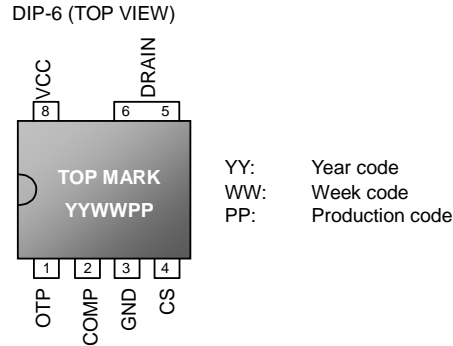 DIP-6 (TOP VIEW)
VCC
DRAIN
8
6 5
TOP MARK
YYWWPP
1 2 3 4
OTP
COMP
GND
CS
YY: Year code
WW: Week code
PP: Production code